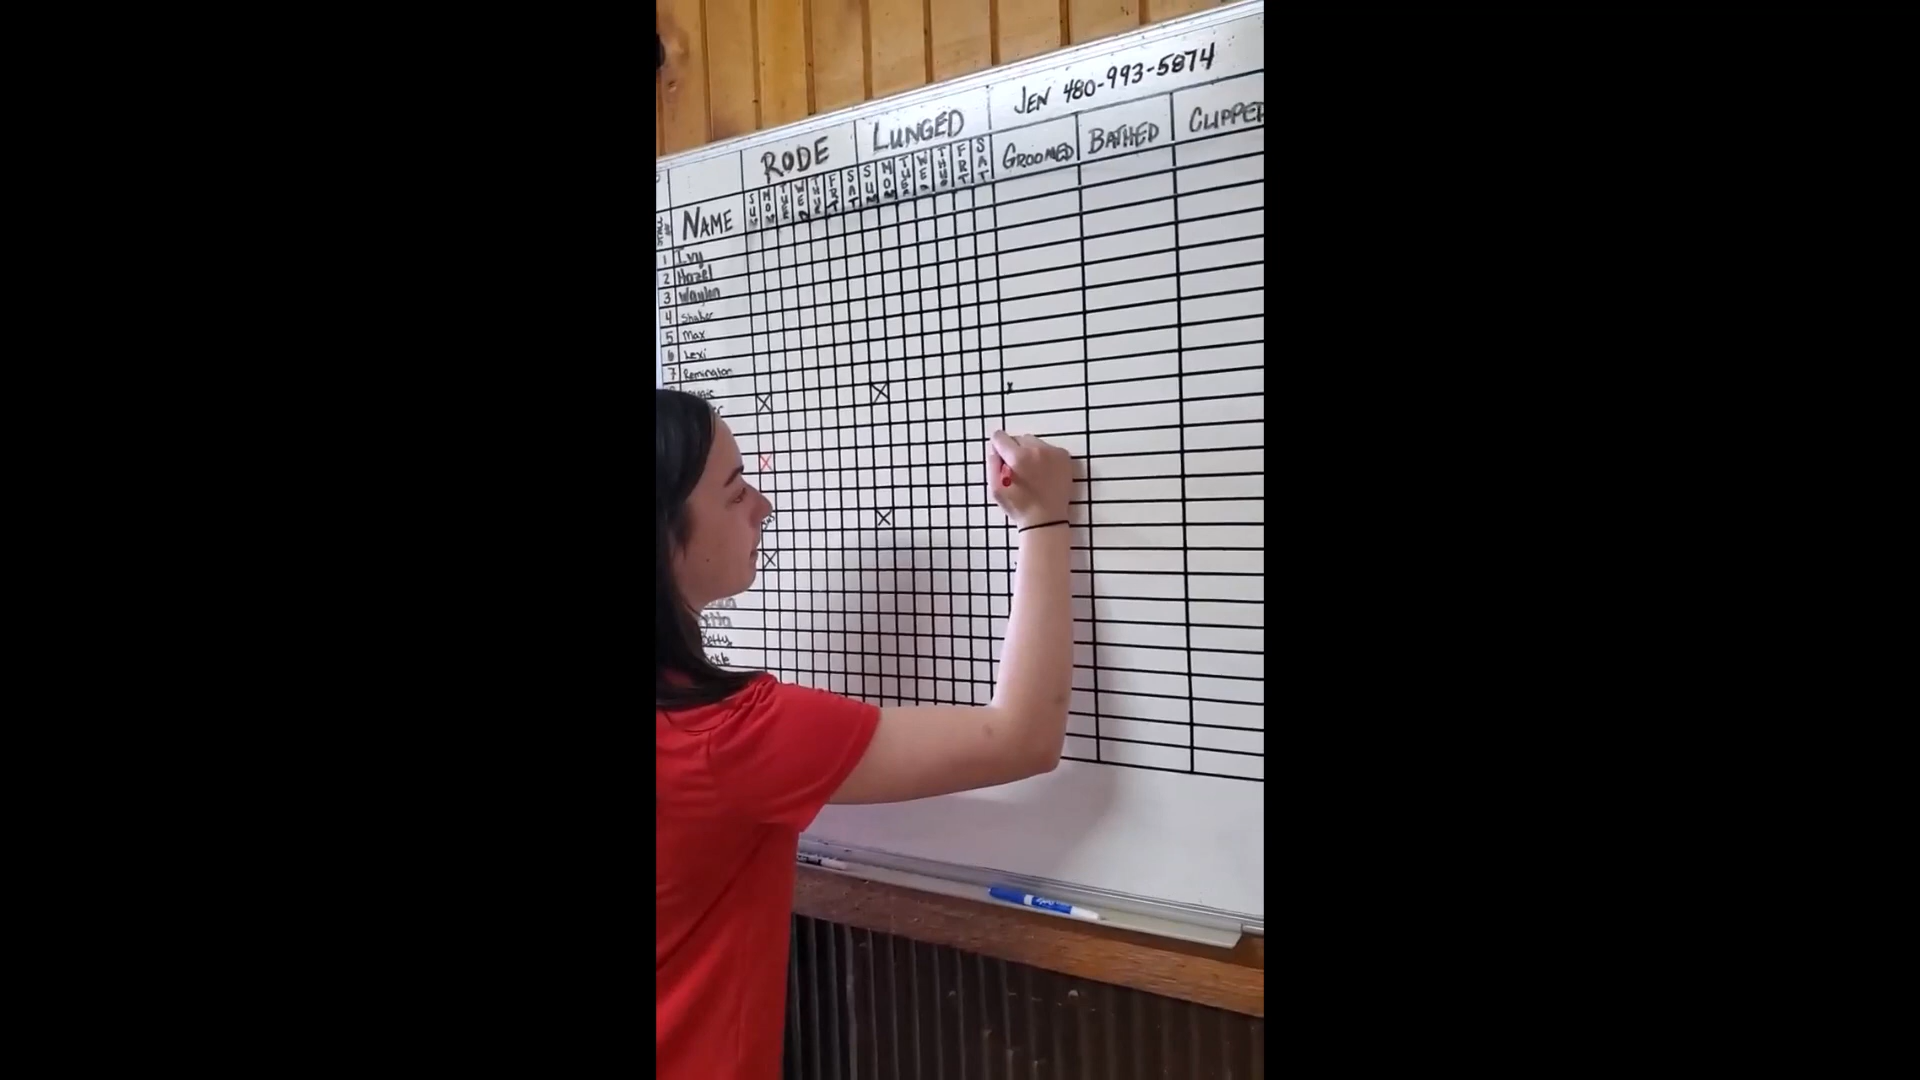 JEN 480-993-5874
RODE LUNGED GROOMED BATHED CLIPPE
SUN MON TUE WED THU FRI SAT SUN MON TUE WED THU FRI SAT
NAME
1 Ivy
2 Hazel
3 Waylon
4 Shaker
5 Max
6 Lexi
7 Remington
Betty